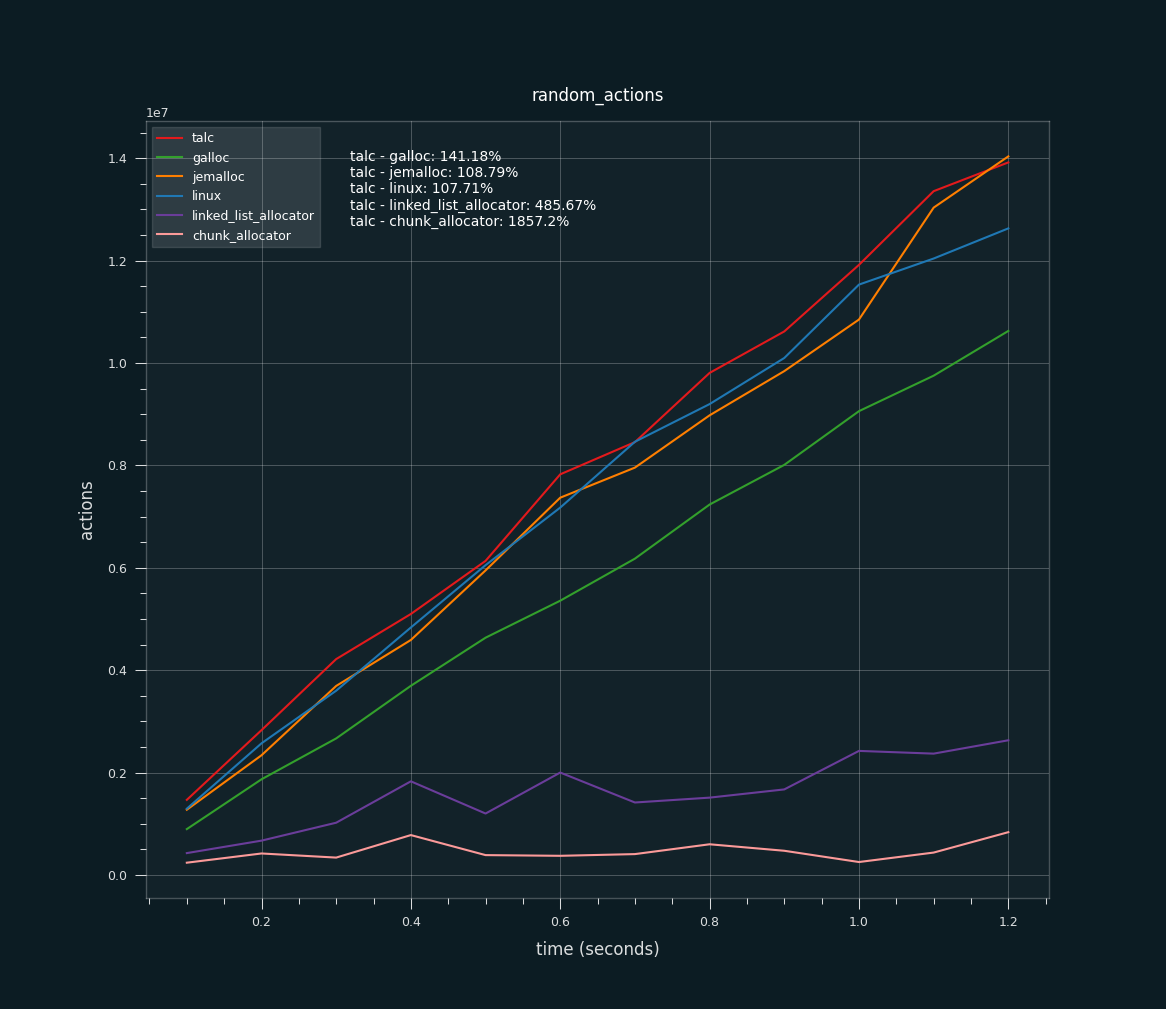 random_actions
1e7
talc
galloc
jemalloc
linux
linked_list_allocator
chunk_allocator
talc - galloc: 141.18%
talc - jemalloc: 108.79%
talc - linux: 107.71%
talc - linked_list_allocator: 485.67%
talc - chunk_allocator: 1857.2%
1.4
1.2
1.0
0.8
0.6
0.4
0.2
0.0
actions
0.2 0.4 0.6 0.8 1.0 1.2
time (seconds)